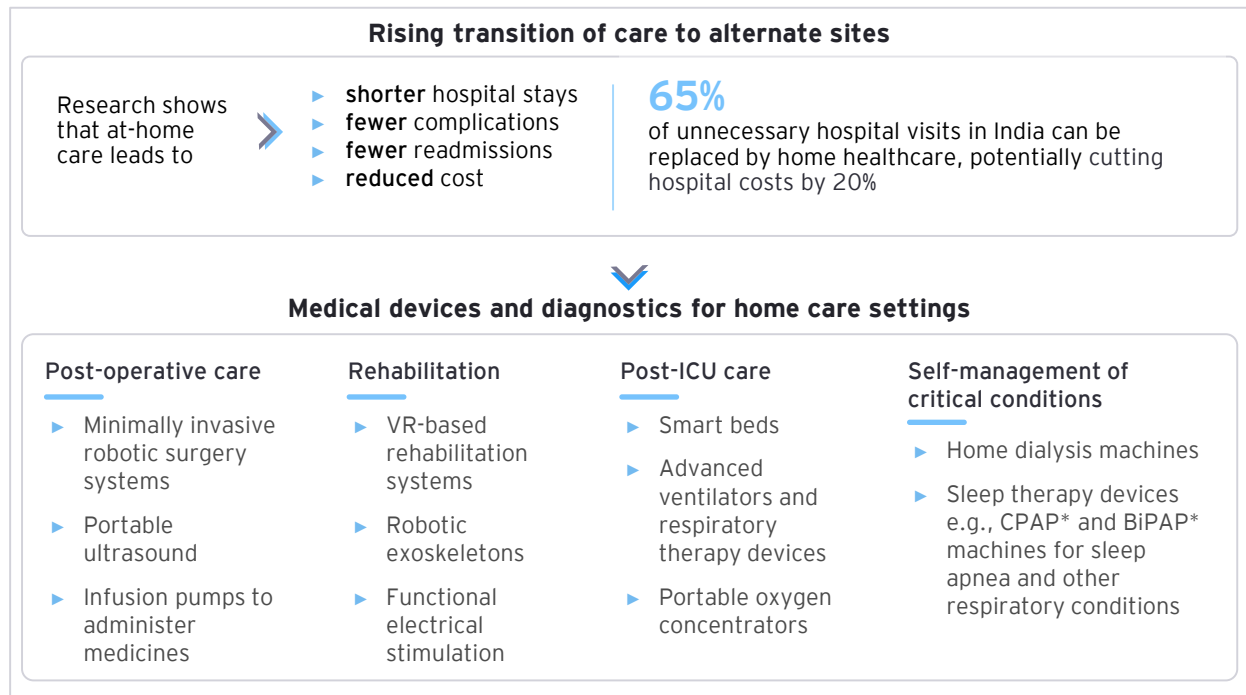 Rising transition of care to alternate sites
Research shows
that at-home
care leads to
► shorter hospital stays
► fewer complications
► fewer readmissions
► reduced cost
65%
of unnecessary hospital visits in India can be
replaced by home healthcare, potentially cutting
hospital costs by 20%
Medical devices and diagnostics for home care settings
Post-operative care
► Minimally invasive
robotic surgery
systems
► Portable
ultrasound
► Infusion pumps to
administer
medicines
Rehabilitation
► VR-based
rehabilitation
systems
► Robotic
exoskeletons
► Functional
electrical
stimulation
Post-ICU care
► Smart beds
► Advanced
ventilators and
respiratory
therapy devices
► Portable oxygen
concentrators
Self-management of
critical conditions
► Home dialysis machines
► Sleep therapy devices
e.g., CPAP* and BiPAP*
machines for sleep
apnea and other
respiratory conditions